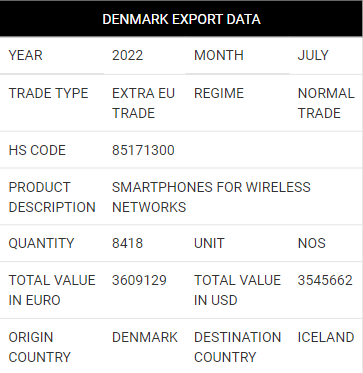 DENMARK EXPORT DATA
YEAR 2022 MONTH JULY
TRADE TYPE EXTRA EU TRADE REGIME NORMAL TRADE
HS CODE 85171300
PRODUCT DESCRIPTION SMARTPHONES FOR WIRELESS NETWORKS
QUANTITY 8418 UNIT NOS
TOTAL VALUE IN EURO 3609129 TOTAL VALUE IN USD 3545662
ORIGIN COUNTRY DENMARK DESTINATION COUNTRY ICELAND